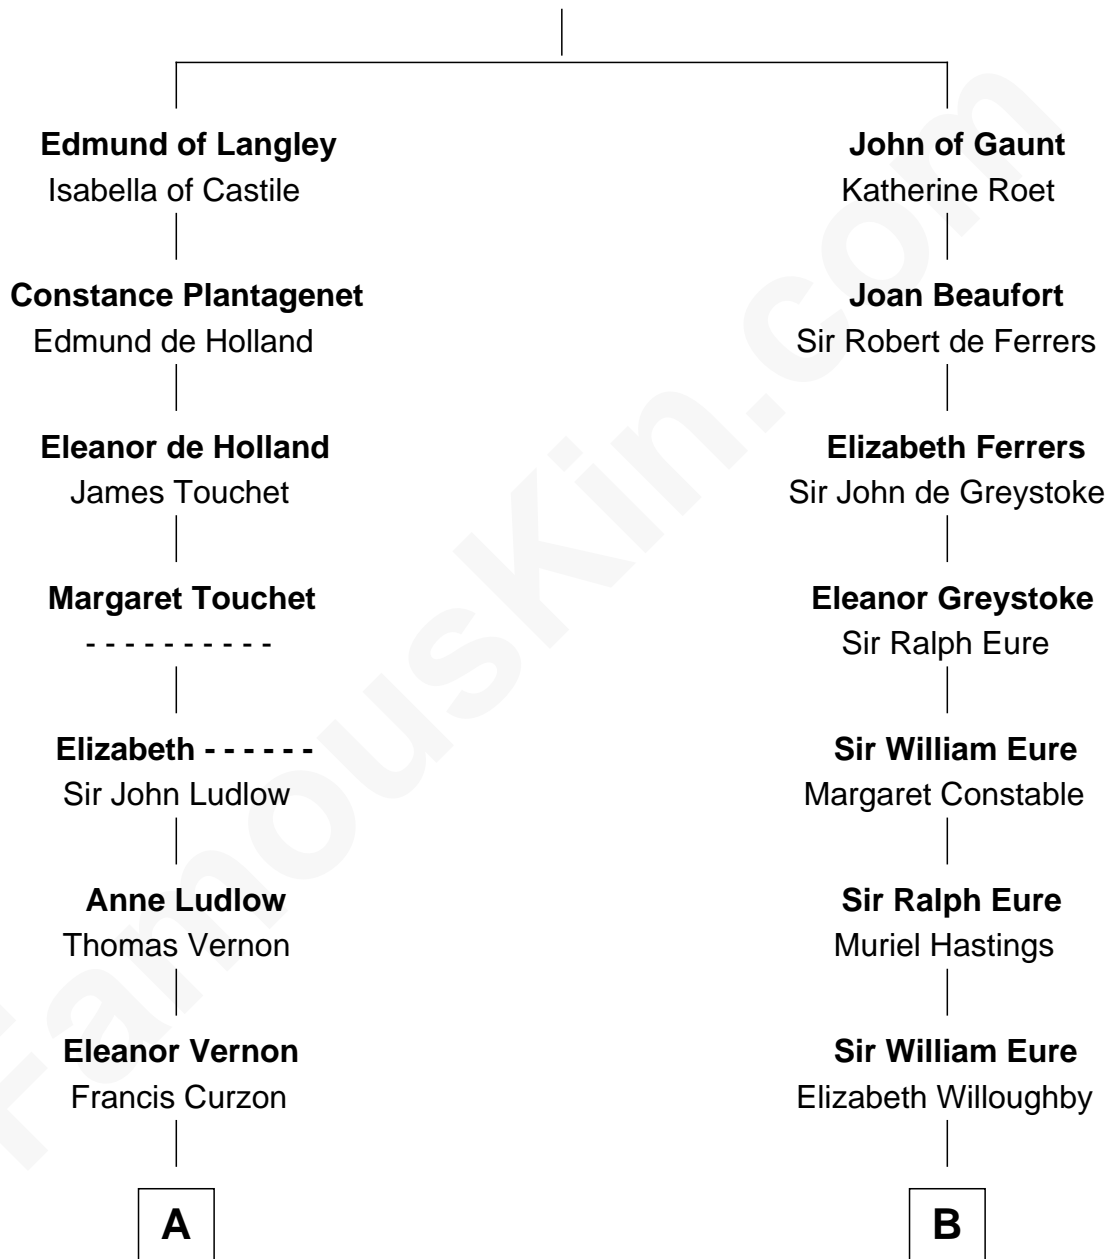 Edmund of Langley
Isabella of Castile
Constance Plantagenet
Edmund de Holland
Eleanor de Holland
James Touchet
Margaret Touchet
- - - - - - - - - -
Elizabeth - - - - - -
Sir John Ludlow
Anne Ludlow
Thomas Vernon
Eleanor Vernon
Francis Curzon
A
John of Gaunt
Katherine Roet
Joan Beaufort
Sir Robert de Ferrers
Elizabeth Ferrers
Sir John de Greystoke
Eleanor Greystoke
Sir Ralph Eure
Sir William Eure
Margaret Constable
Sir Ralph Eure
Muriel Hastings
Sir William Eure
Elizabeth Willoughby
B
FamousKin.com